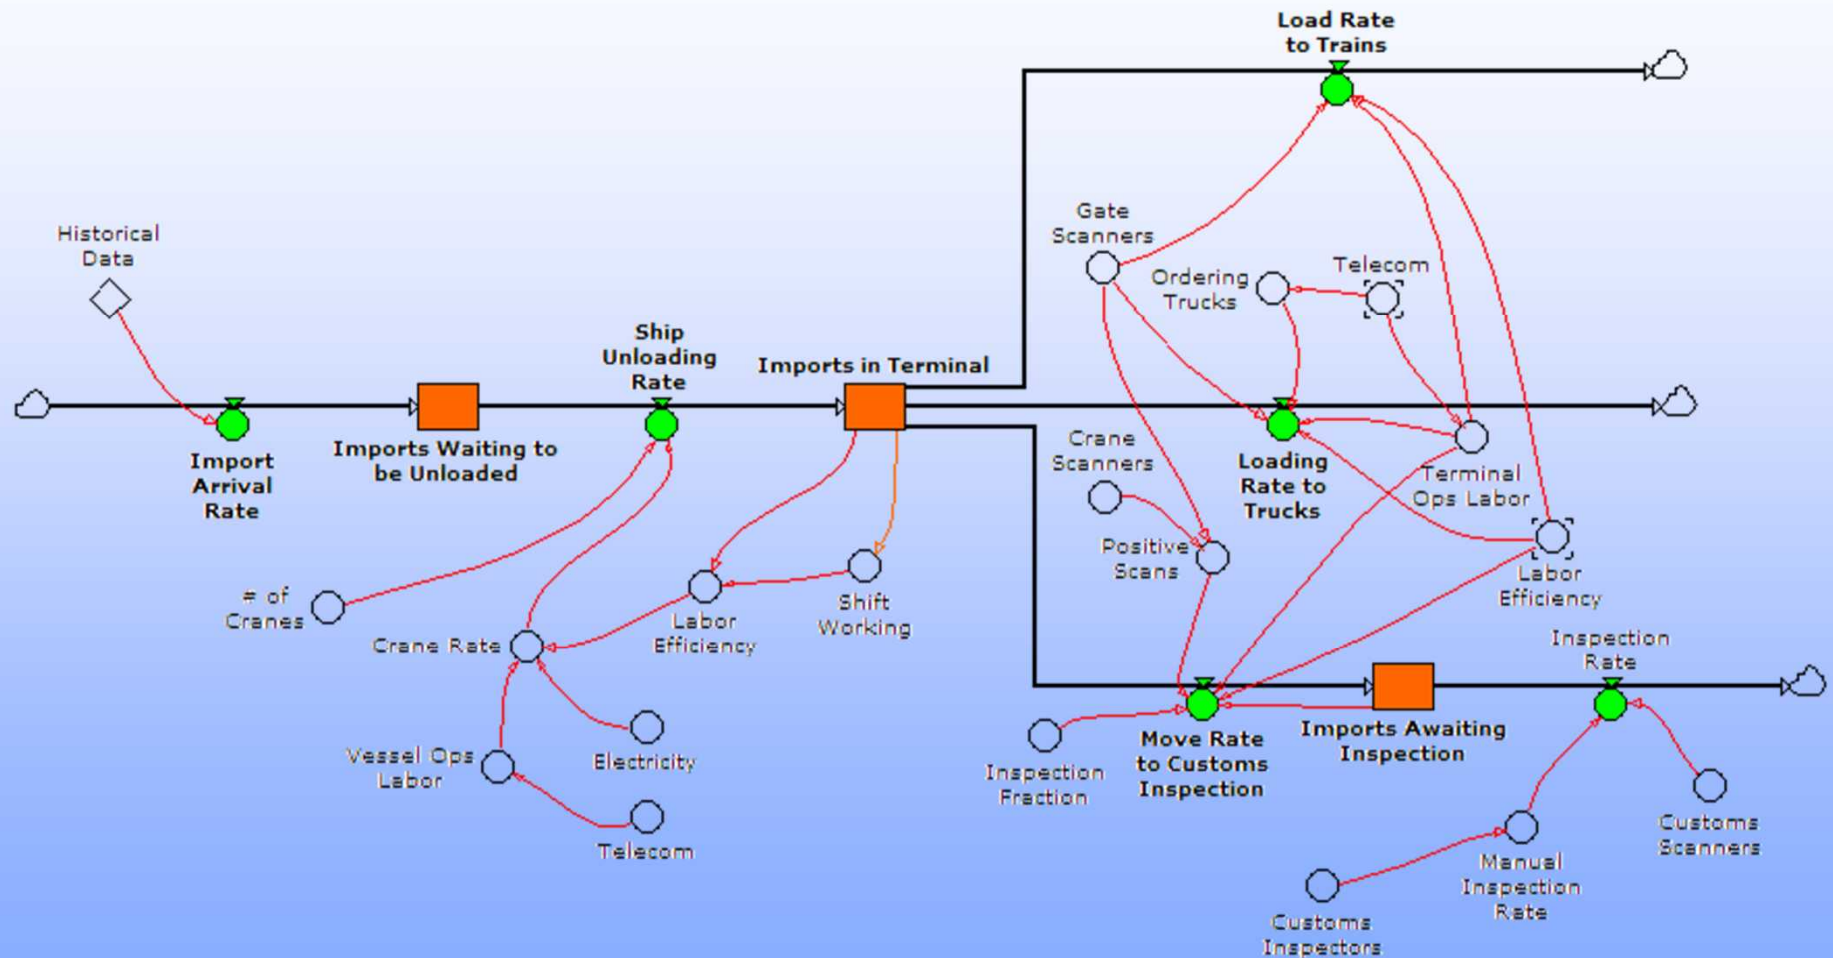 Load Rate
to Trains
Gate
Scanners
Historical
Data
Ordering
Trucks
Telecom
Ship
Unloading
Rate
Imports in Terminal
Import
Arrival
Rate
Imports Waiting to
be Unloaded
Crane
Scanners
Loading
Rate to
Trucks
Terminal
Ops Labor
Positive
Scans
# of
Cranes
Crane Rate
Labor
Efficiency
Shift
Working
Labor
Efficiency
Inspection
Rate
Vessel Ops
Labor
Electricity
Telecom
Inspection
Fraction
Move Rate
to Customs
Inspection
Imports Awaiting
Inspection
Customs
Scanners
Manual
Inspection
Rate
Customs
Inspectors